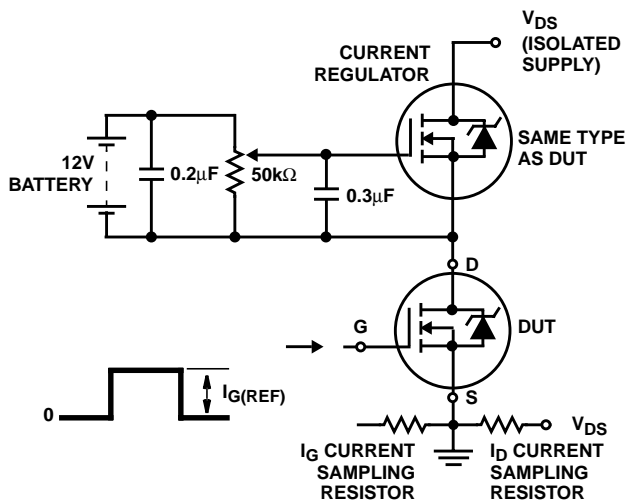 V_DS
(ISOLATED
SUPPLY)
CURRENT
REGULATOR
SAME TYPE
AS DUT
12V
BATTERY
0.2µF
50kΩ
0.3µF
D
G
DUT
S
0
I_G(REF)
V_DS
I_G CURRENT
SAMPLING
RESISTOR
I_D CURRENT
SAMPLING
RESISTOR